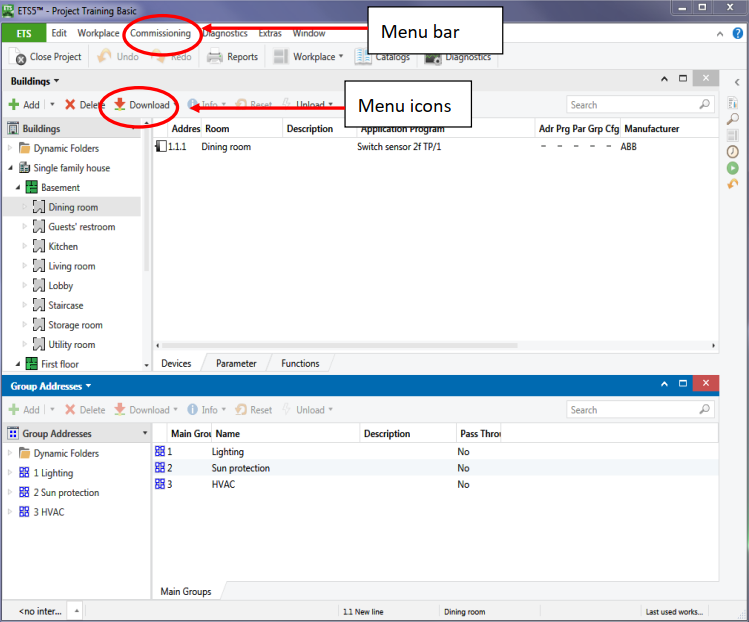 ETS5™ - Project Training Basic
ETS Edit Workplace Commissioning Diagnostics Extras Window
Menu bar
Close Project Undo Redo Reports Workplace Catalogs Diagnostics
Buildings
Menu icons
Add Delete Download Info Reset Unload Search
Buildings
Addres Room Description Application Program Adr Prg Par Grp Cfg Manufacturer
1.1.1 Dining room Switch sensor 2f TP/1 – – – – – ABB
Dynamic Folders
Single family house
Basement
Dining room
Guests' restroom
Kitchen
Living room
Lobby
Staircase
Storage room
Utility room
First floor
Devices Parameter Functions
Group Addresses
Add Delete Download Info Reset Unload Search
Group Addresses
Main Grou Name Description Pass Throu
Dynamic Folders
1 Lighting
2 Sun protection
3 HVAC
1 Lighting No
2 Sun protection No
3 HVAC No
Main Groups
<no inter... 1.1 New line Dining room Last used works...